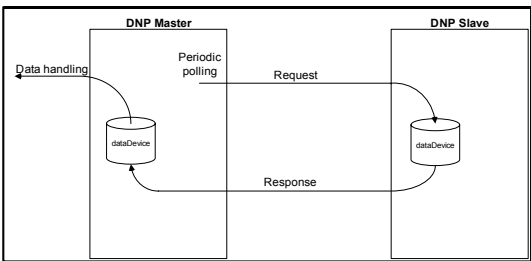 DNP Master
DNP Slave
Periodic
polling
Data handling
Request
dataDevice
dataDevice
Response